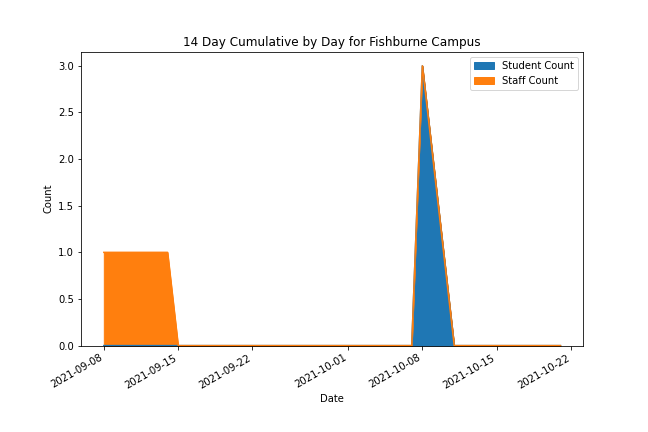 14 Day Cumulative by Day for Fishburne Campus
Student Count
Staff Count
3.0
2.5
2.0
1.5
1.0
0.5
0.0
Count
2021-09-08
2021-09-15
2021-09-22
2021-10-01
2021-10-08
2021-10-15
2021-10-22
Date